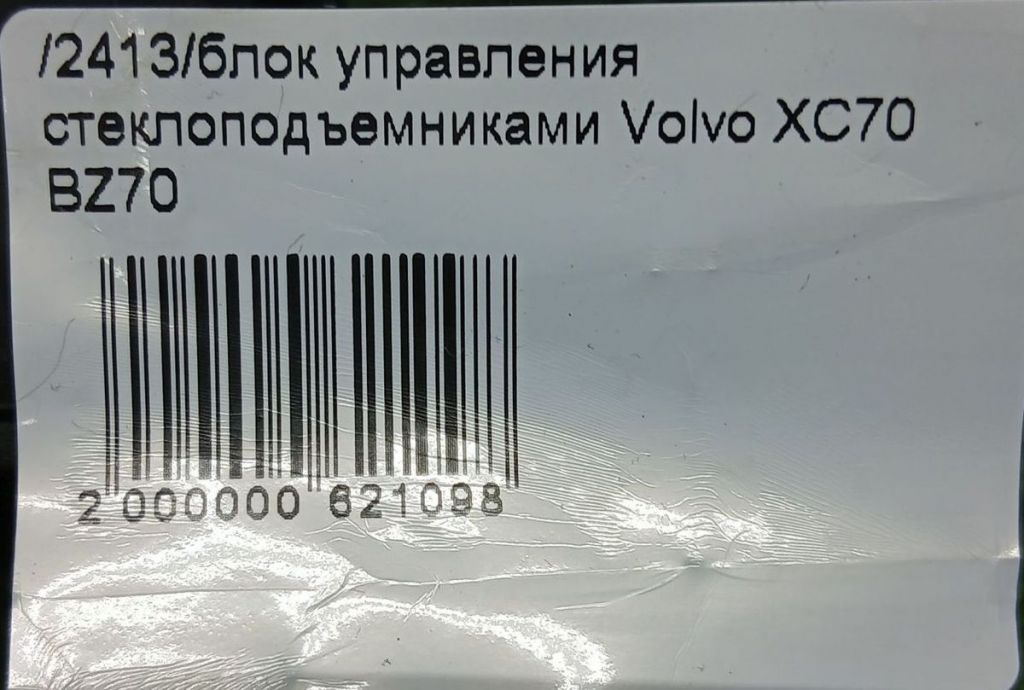 /2413/блок управления
стеклоподъемниками Volvo XC70
BZ70
2 000000 621098